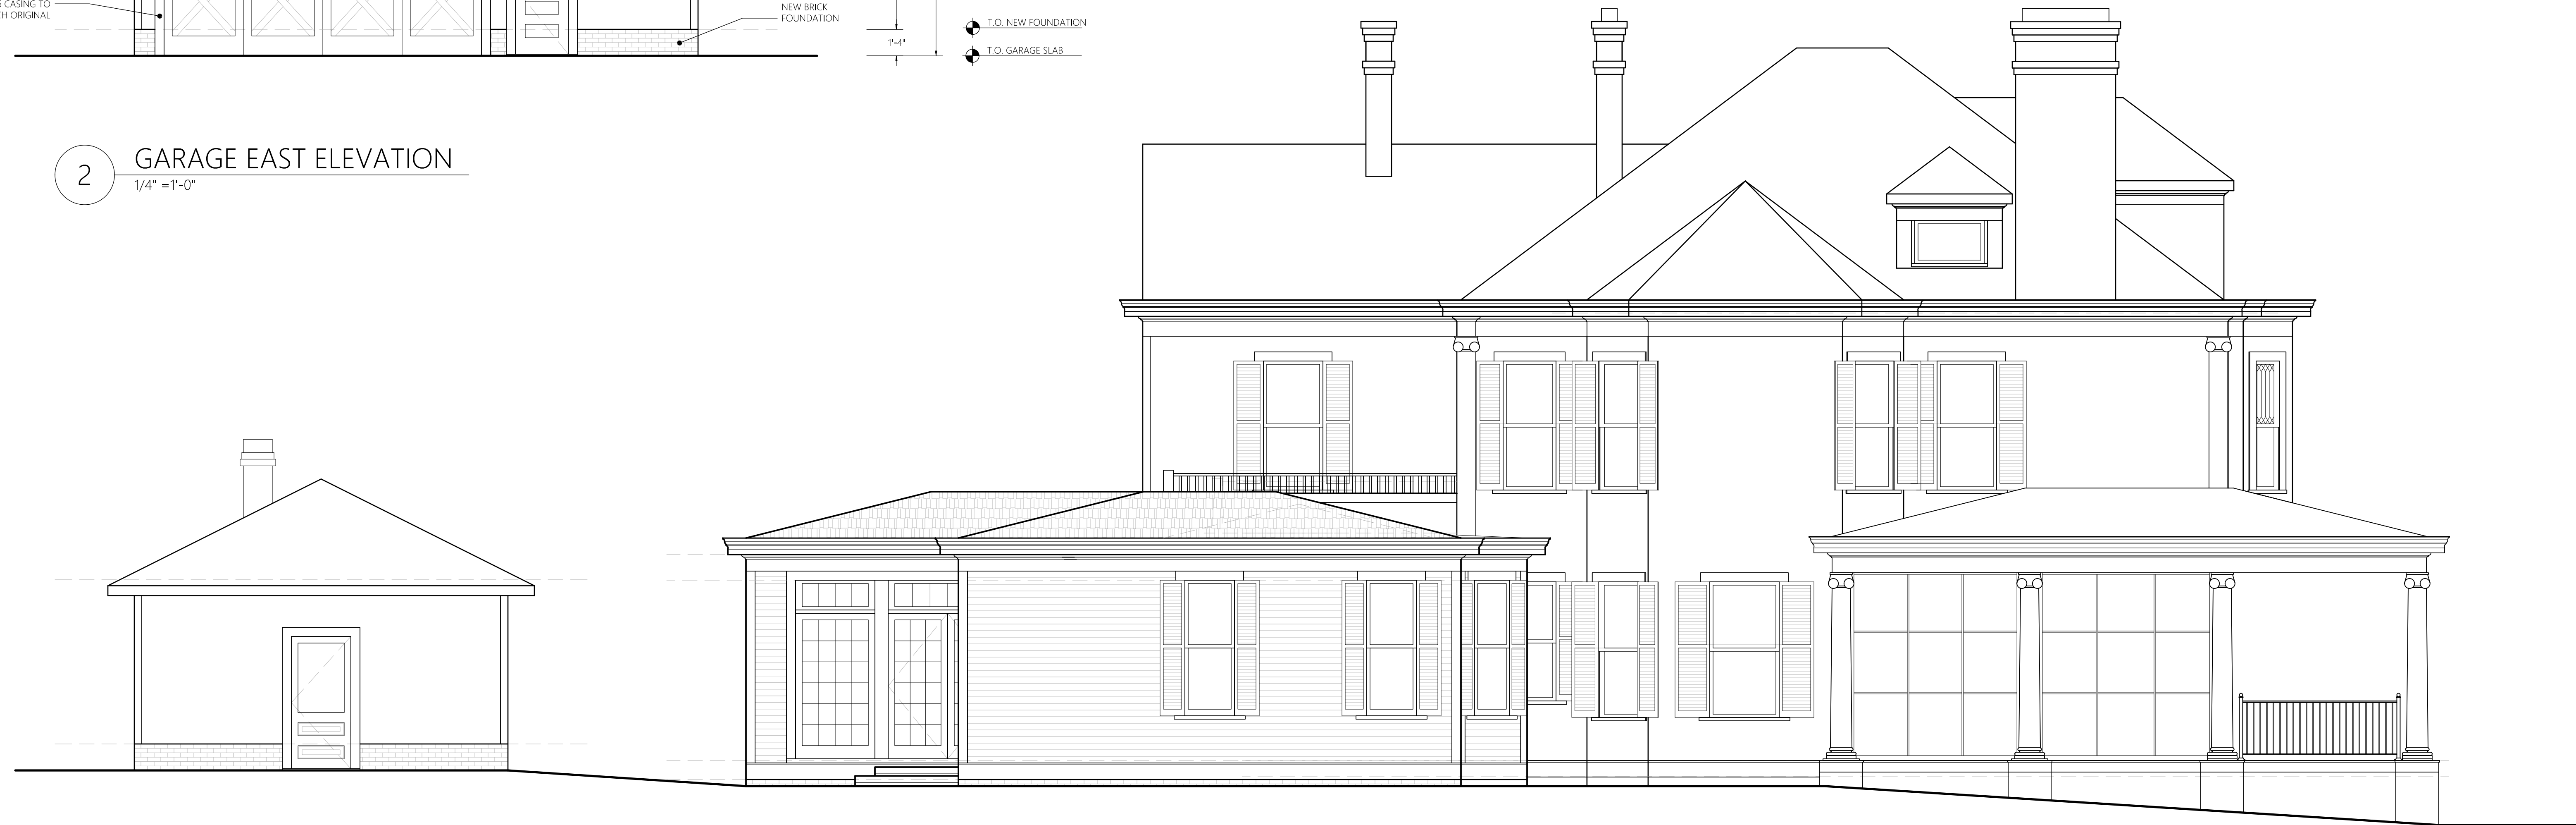 CASING TO
CH ORIGINAL
NEW BRICK
FOUNDATION
1'-4"
T.O. NEW FOUNDATION
T.O. GARAGE SLAB
2
GARAGE EAST ELEVATION
1/4" =1'-0"